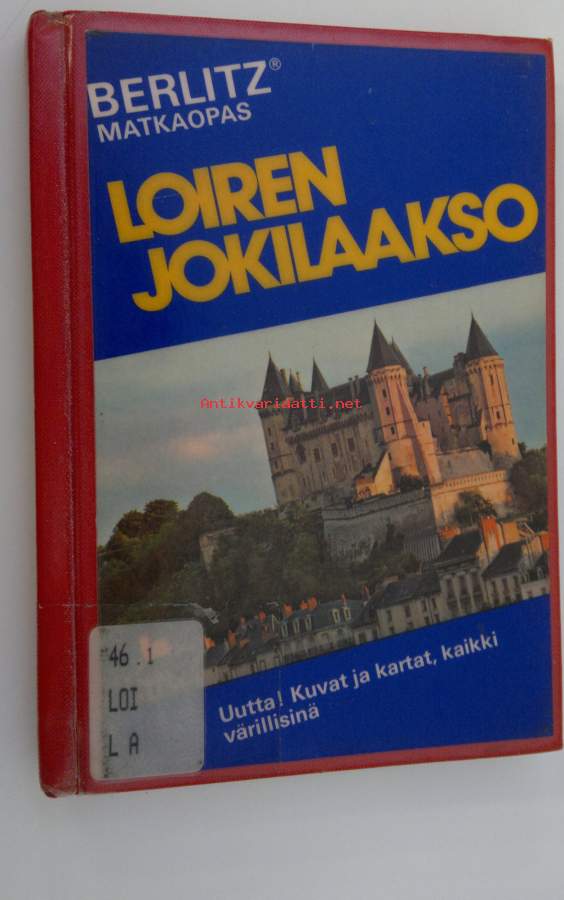 BERLITZ®
MATKAOPAS
LOIREN
JOKILAAKSO
Antikvariaatti.net
46.1
LOI
L A
Uutta! Kuvat ja kartat, kaikki
värillisinä